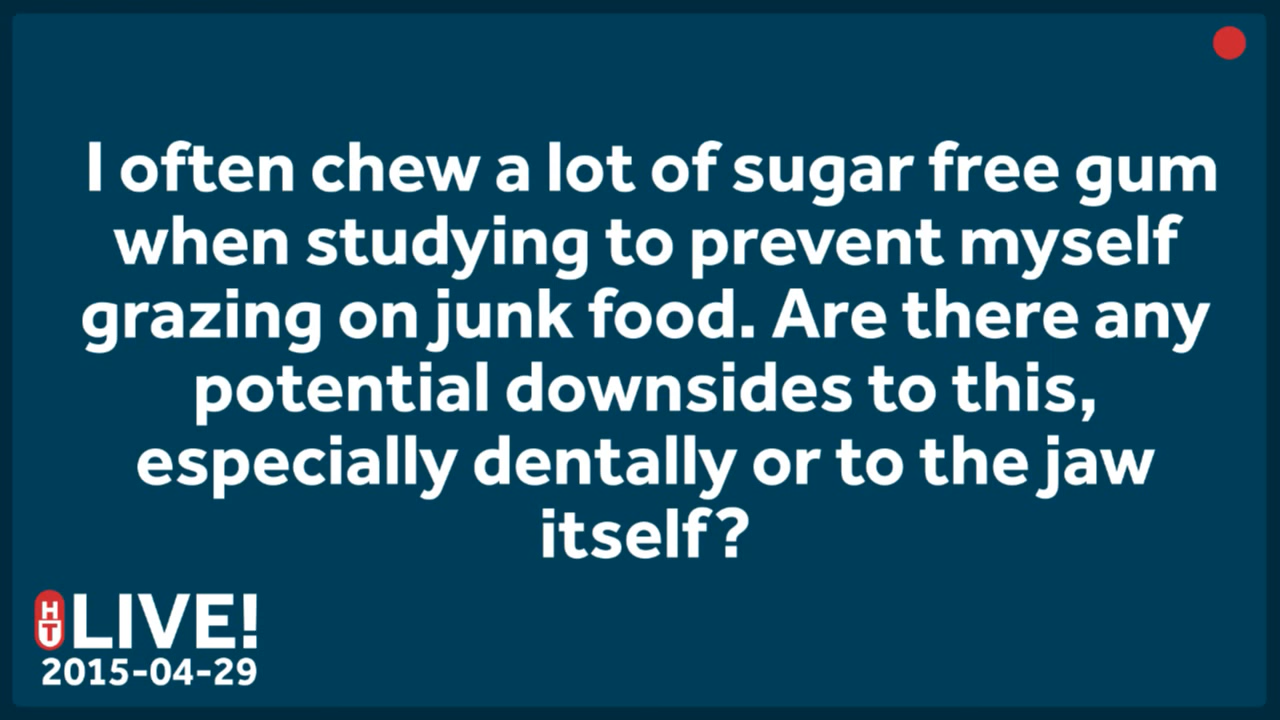 I often chew a lot of sugar free gum
when studying to prevent myself
grazing on junk food. Are there any
potential downsides to this,
especially dentally or to the jaw
itself?
HT LIVE!
2015-04-29